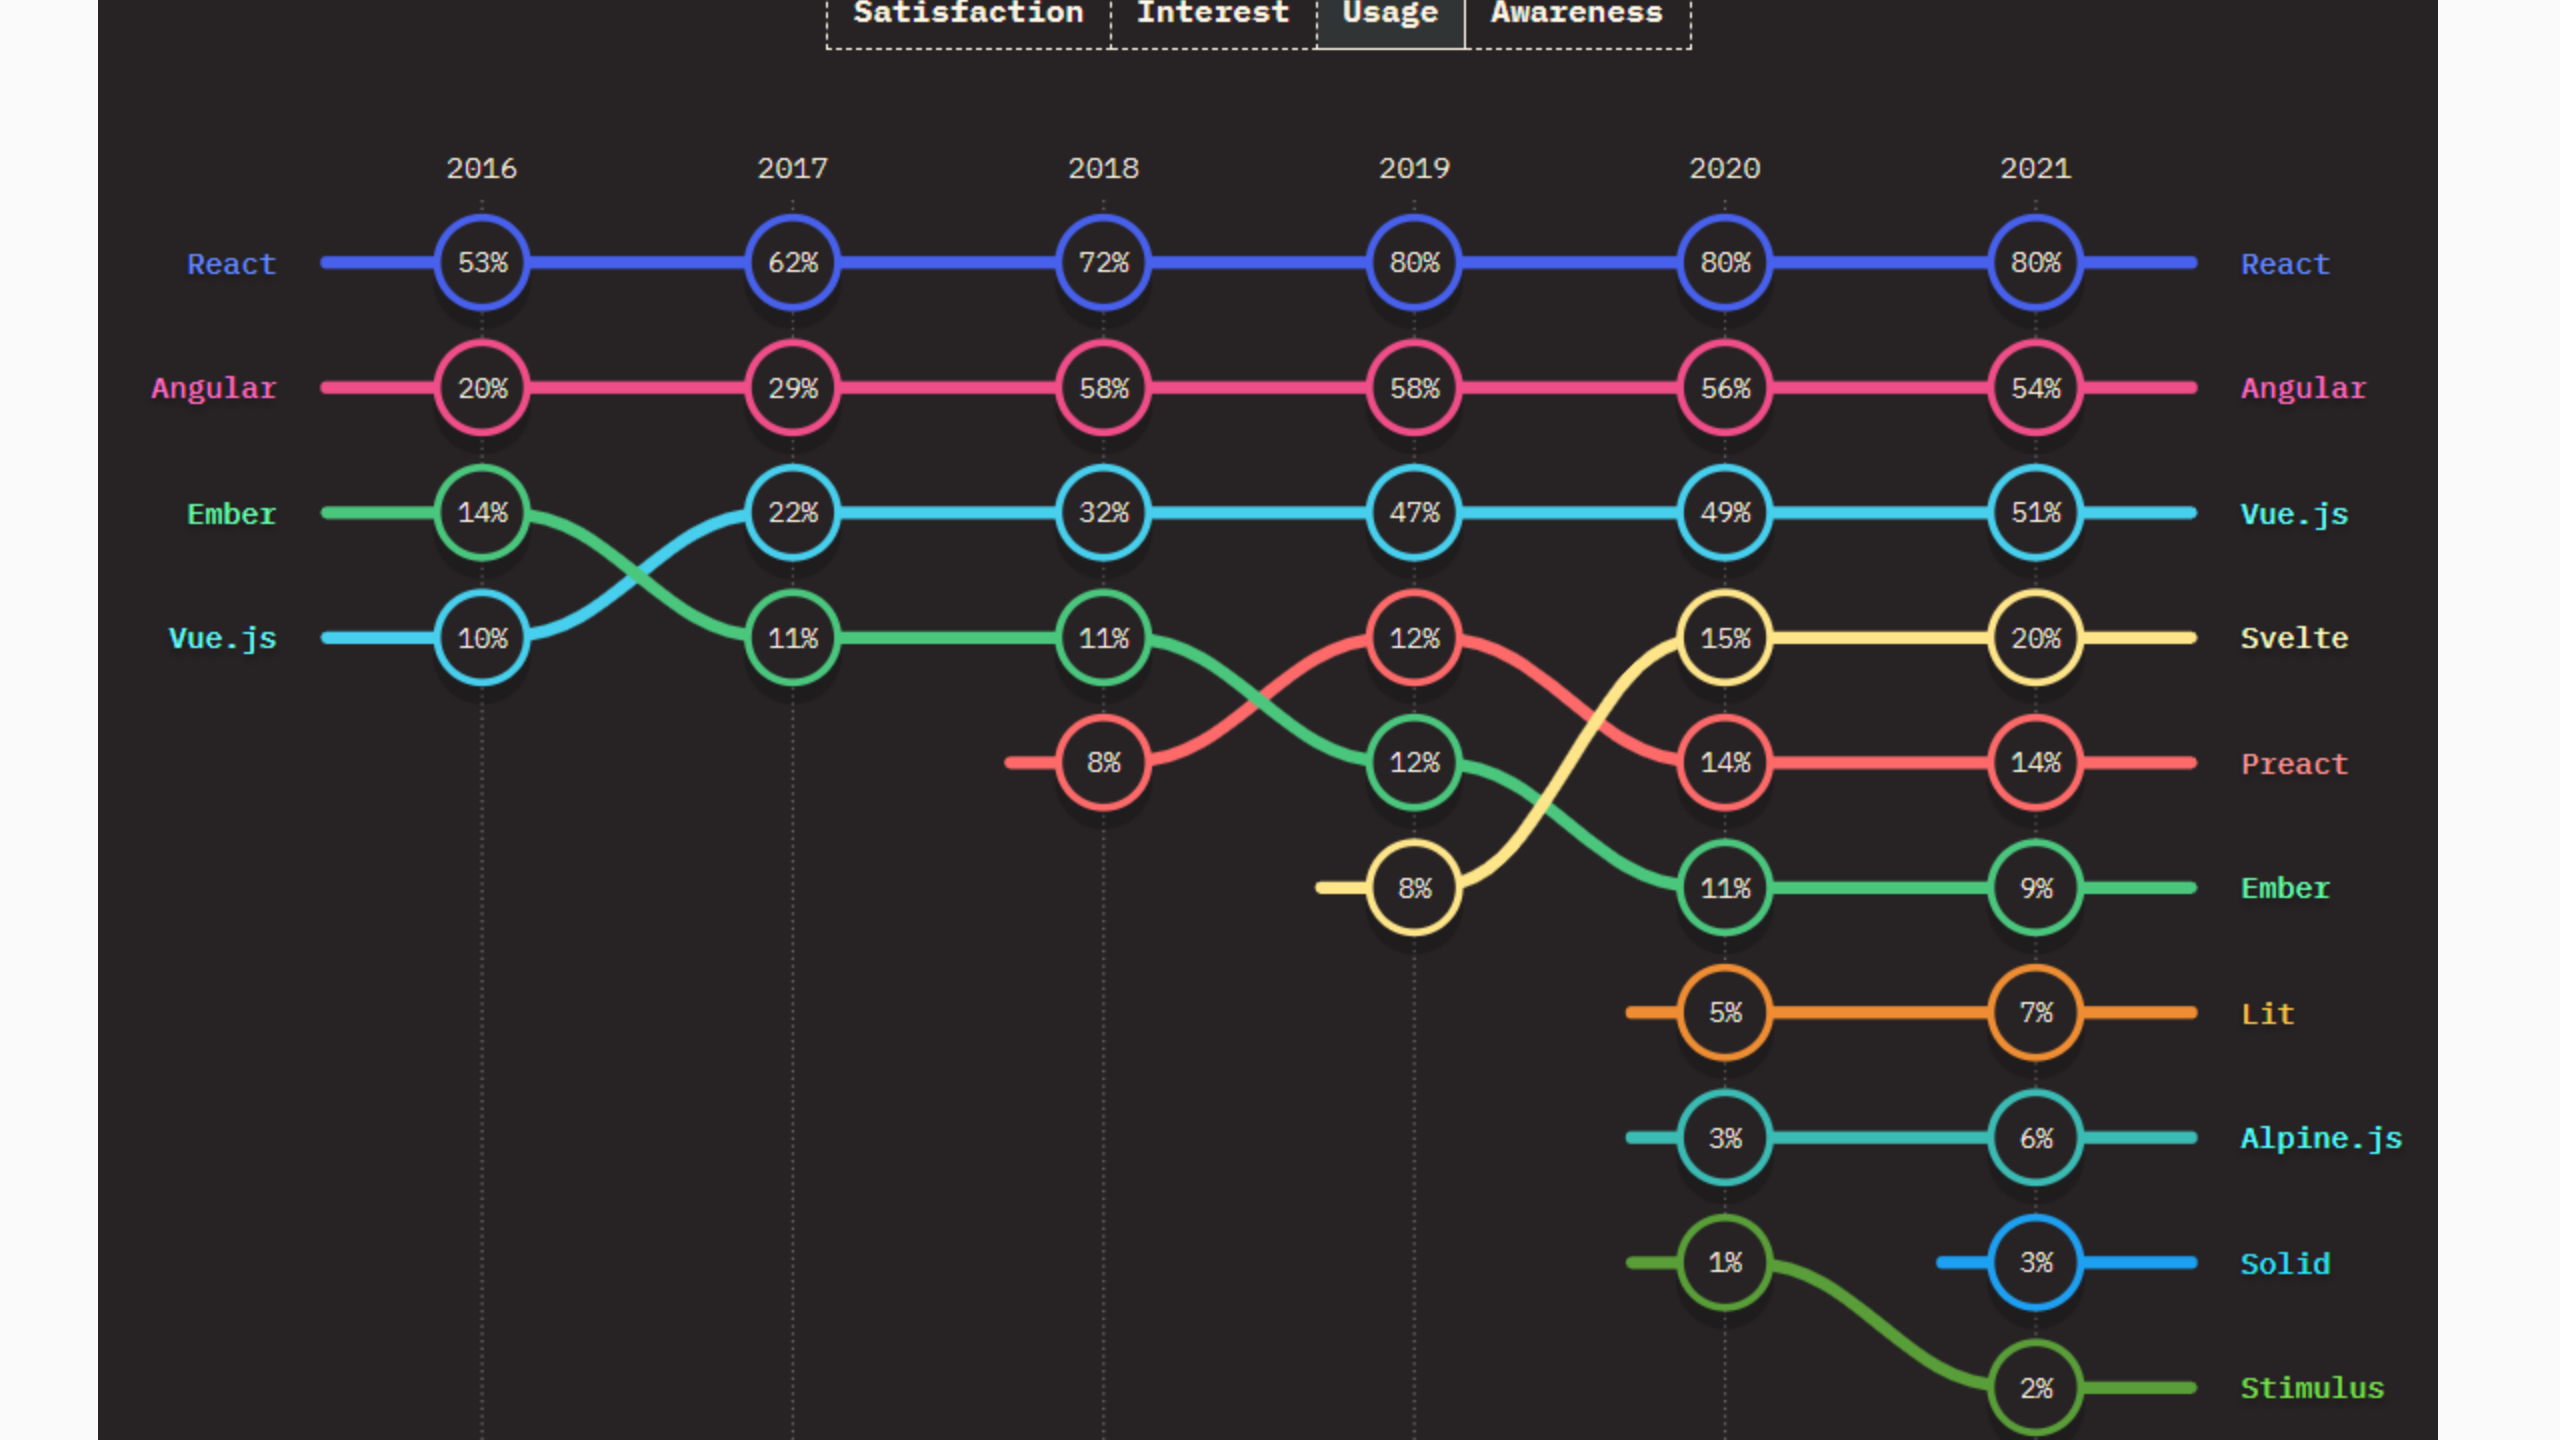 Satisfaction Interest Usage Awareness
2016 2017 2018 2019 2020 2021
React 53% 62% 72% 80% 80% 80% React
Angular 20% 29% 58% 58% 56% 54% Angular
Ember 14% 22% 32% 47% 49% 51% Vue.js
Vue.js 10% 11% 11% 12% 15% 20% Svelte
8% 12% 14% 14% Preact
8% 11% 9% Ember
5% 7% Lit
3% 6% Alpine.js
1% 3% Solid
2% Stimulus